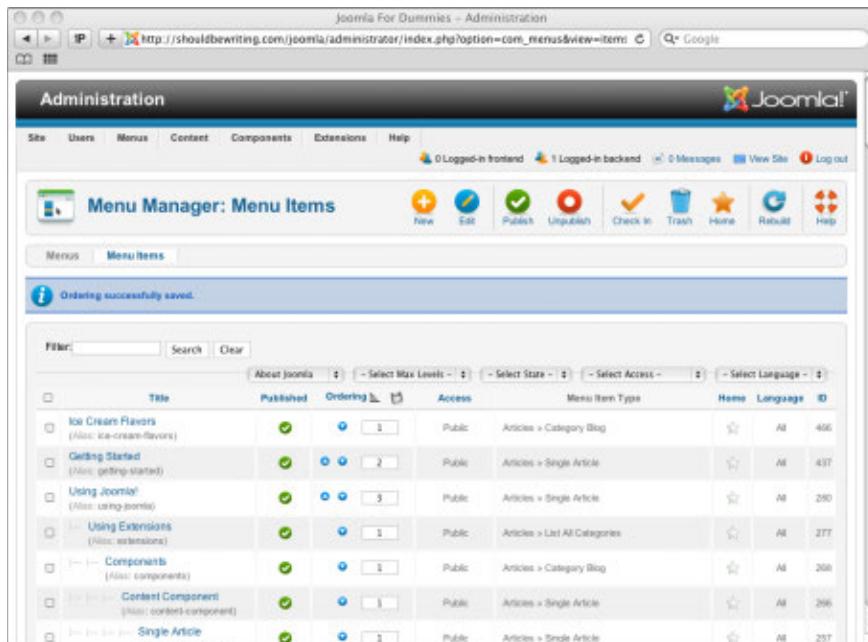 Joomla For Dummies - Administration
http://shouldbewriting.com/joomla/administrator/index.php?option=com_menus&view=items
Google
Administration
Joomla!
Site Users Menus Content Components Extensions Help
0 Logged-in frontend 1 Logged-in backend 0 Messages View Site Log out
Menu Manager: Menu Items
New Edit Publish Unpublish Check In Trash Home Rebuild Help
Menus Menu Items
Ordering successfully saved.
Filter: Search Clear
About Joomla - Select Max Levels - - Select State - - Select Access - - Select Language -
Title Published Ordering Access Menu Item Type Home Language ID
Ice Cream Flavors 1 Public Articles » Category Blog All 466
(Alias: ice-cream-flavors)
Getting Started 2 Public Articles » Single Article All 437
(Alias: getting-started)
Using Joomla! 3 Public Articles » Single Article All 280
(Alias: using-joomla)
Using Extensions 1 Public Articles » List All Categories All 277
(Alias: extensions)
Components 1 Public Articles » Category Blog All 268
(Alias: components)
Content Component 1 Public Articles » Single Article All 266
(Alias: content-component)
Single Article 1 Public Articles » Single Article All 257